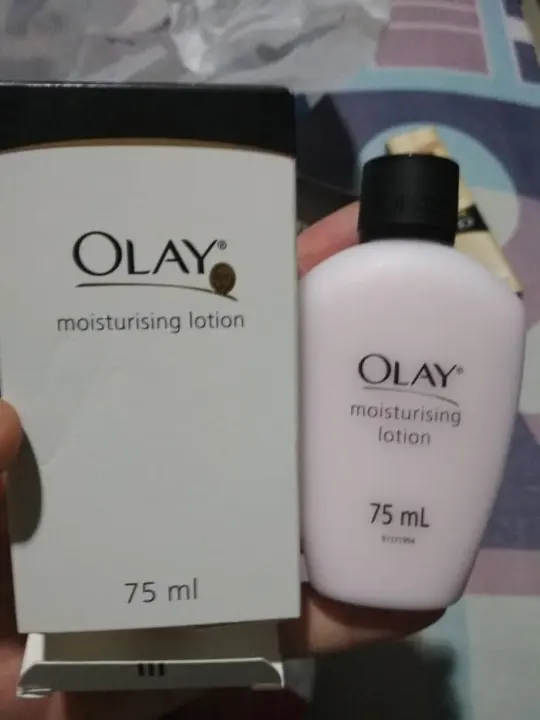 OLAY®
moisturising lotion
75 ml
OLAY®
moisturising
lotion
75 mL